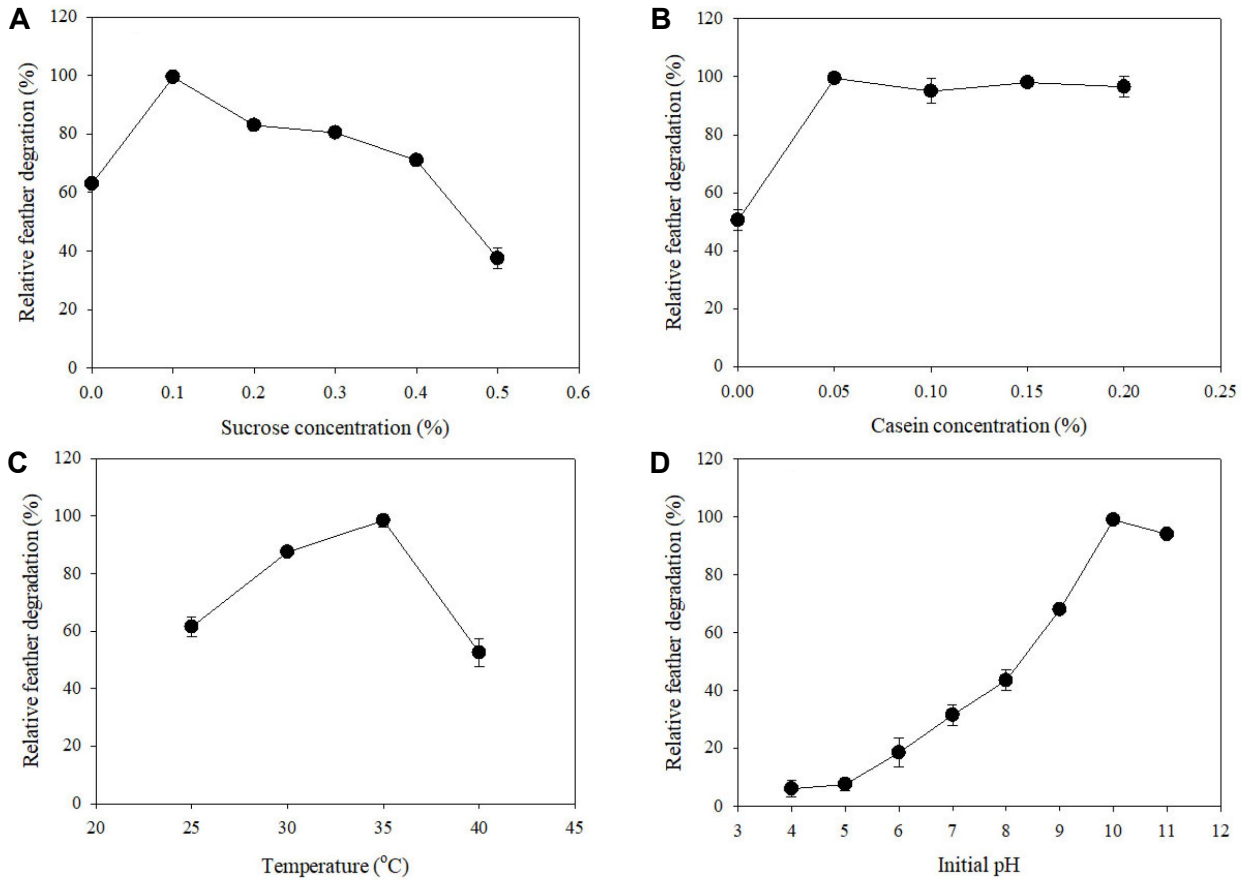 A
Relative feather degration (%)
120
100
80
60
40
20
0
0.0 0.1 0.2 0.3 0.4 0.5 0.6
Sucrose concentration (%)
B
Relative feather degradation (%)
120
100
80
60
40
20
0
0.00 0.05 0.10 0.15 0.20 0.25
Casein concentration (%)
C
Relative feather degradation (%)
120
100
80
60
40
20
0
20 25 30 35 40 45
Temperature (°C)
D
Relative feather degradation (%)
120
100
80
60
40
20
0
3 4 5 6 7 8 9 10 11 12
Initial pH